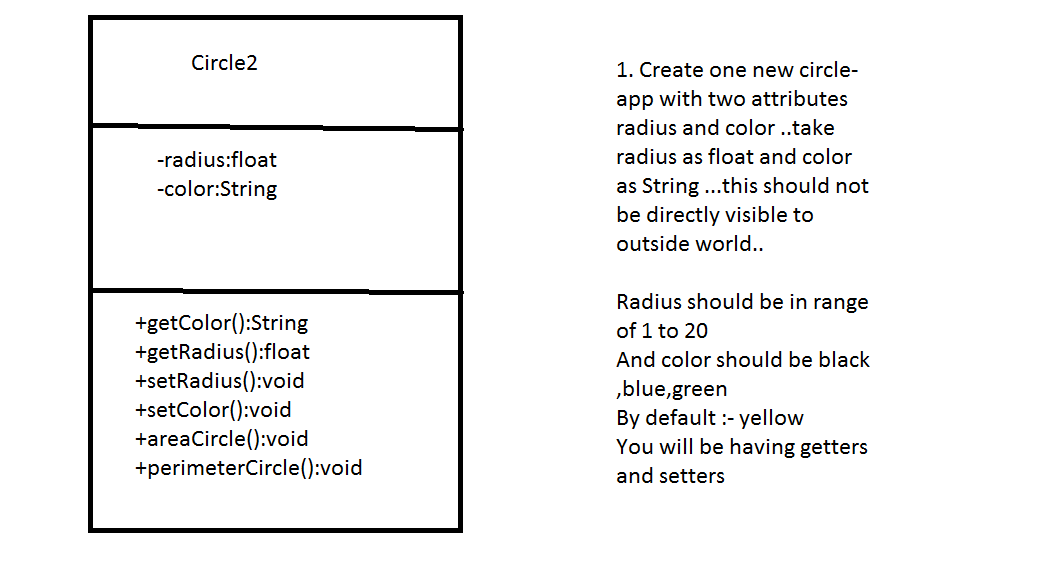 Circle2
-radius:float
-color:String
+getColor():String
+getRadius():float
+setRadius():void
+setColor():void
+areaCircle():void
+perimeterCircle():void
1. Create one new circle-
app with two attributes
radius and color ..take
radius as float and color
as String ...this should not
be directly visible to
outside world..
Radius should be in range
of 1 to 20
And color should be black
,blue,green
By default :- yellow
You will be having getters
and setters